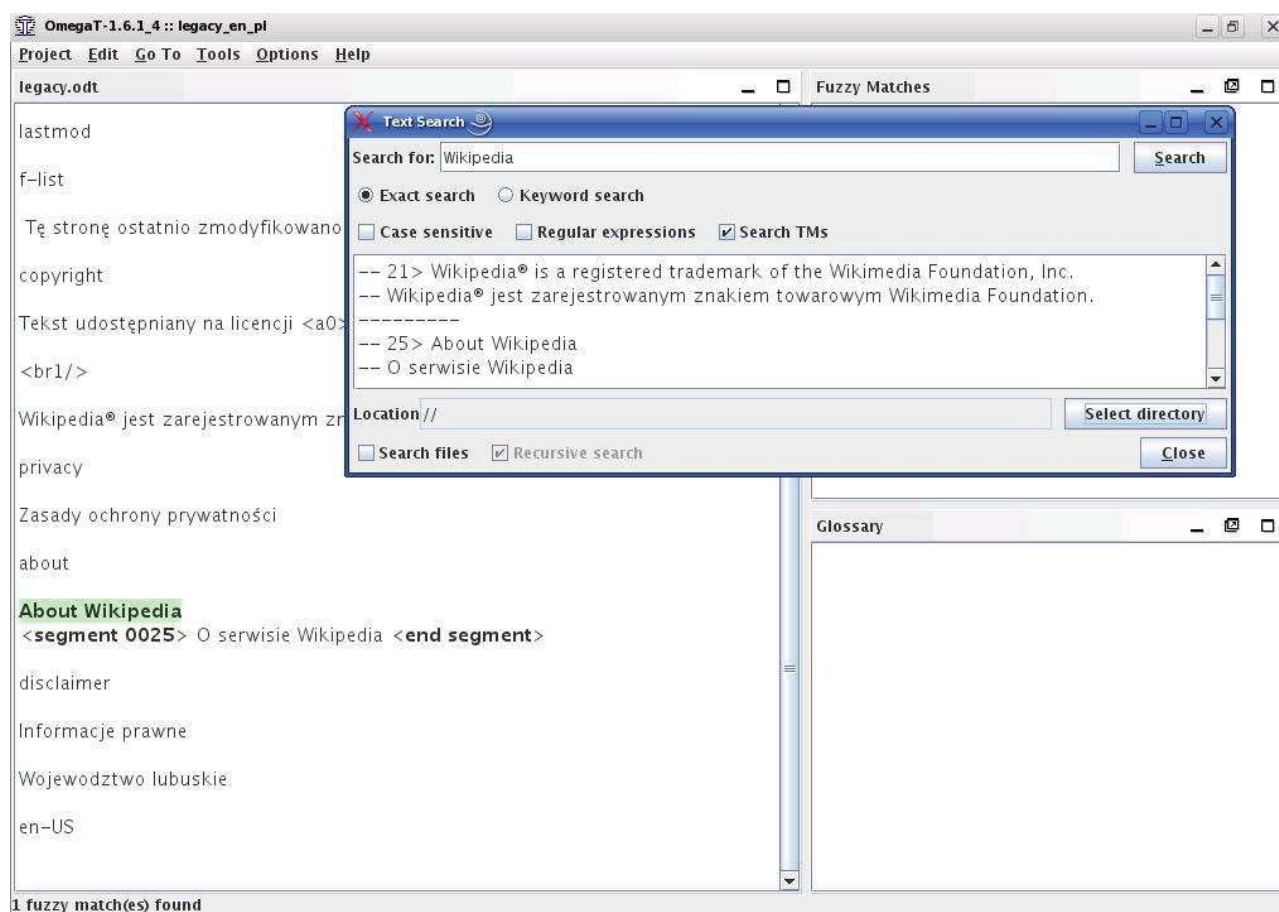 OmegaT-1.6.1_4 :: legacy_en_pl
Project Edit Go To Tools Options Help
legacy.odt
Fuzzy Matches
lastmod
f-list
Tę stronę ostatnio zmodyfikowano
copyright
Tekst udostępniany na licencji <a0>
<br1/>
Wikipedia® jest zarejestrowanym zn
privacy
Zasady ochrony prywatności
about
About Wikipedia
<segment 0025> O serwisie Wikipedia <end segment>
disclaimer
Informacje prawne
Wojewodztwo lubuskie
en-US
Text Search
Search for: Wikipedia Search
Exact search Keyword search
Case sensitive Regular expressions Search TMs
-- 21> Wikipedia® is a registered trademark of the Wikimedia Foundation, Inc.
-- Wikipedia® jest zarejestrowanym znakiem towarowym Wikimedia Foundation.
---------
-- 25> About Wikipedia
-- O serwisie Wikipedia
Location // Select directory
Search files Recursive search Close
Glossary
1 fuzzy match(es) found